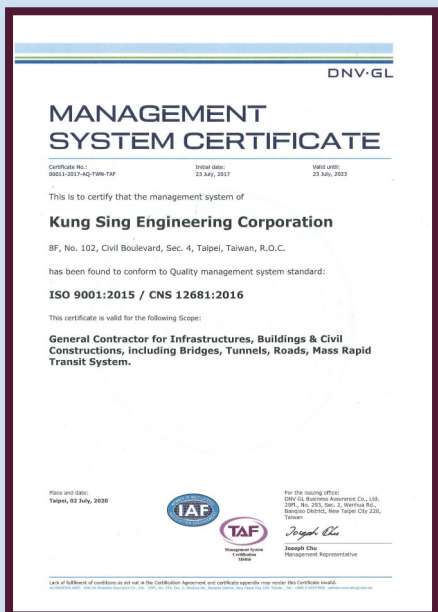 DNV·GL
MANAGEMENT
SYSTEM CERTIFICATE
Certificate No.:
00011-2017-AQ-TWN-TAF
Initial date:
23 July, 2017
Valid until:
23 July, 2023
This is to certify that the management system of
Kung Sing Engineering Corporation
8F, No. 102, Civil Boulevard, Sec. 4, Taipei, Taiwan, R.O.C.
has been found to conform to Quality management system standard:
ISO 9001:2015 / CNS 12681:2016
This certificate is valid for the following Scope:
General Contractor for Infrastructures, Buildings & Civil
Constructions, including Bridges, Tunnels, Roads, Mass Rapid
Transit System.
Place and date:
Taipei, 02 July, 2020
IAF
TAF
Management System
Certification
For the issuing office:
DNV GL Business Assurance Co., Ltd.
29Fl., No. 293, Sec. 2, Wenhua Rd.,
Banqiao District, New Taipei City 220,
Taiwan
Joseph Chu
Joseph Chu
Management Representative
Lack of fulfilment of conditions as set out in the Certification Agreement and certificate appendix may render this Certificate invalid.